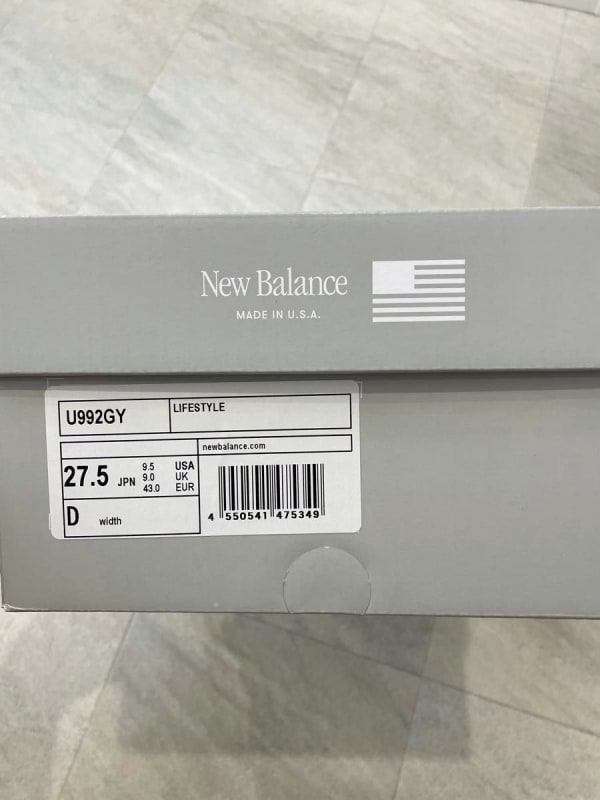 New Balance
MADE IN U.S.A.
U992GY
LIFESTYLE
newbalance.com
27.5 JPN
9.5 USA
9.0 UK
43.0 EUR
D width
4 550541 475349